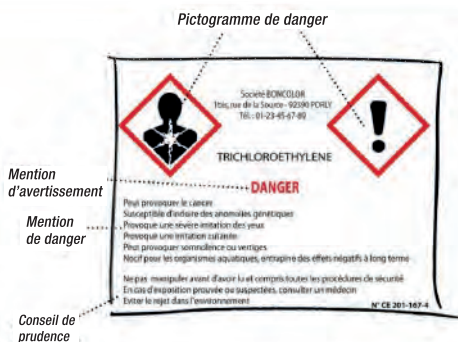 Pictogramme de danger
Société BONCOLOR
1bis, rue de la Source - 92390 PORLY
Tél. : 01-23-45-67-89
TRICHLOROETHYLENE
Mention
d'avertissement
DANGER
Mention
de danger
Peut provoquer le cancer
Susceptible d'induire des anomalies génétiques
Provoque une sévère irritation des yeux
Provoque une irritation cutanée
Peut provoquer somnolence ou vertiges
Nocif pour les organismes aquatiques, entraîne des effets négatifs à long terme
Ne pas manipuler avant d'avoir lu et compris toutes les procédures de sécurité
En cas d'exposition prouvée ou suspectée, consulter un médecin
Eviter le rejet dans l'environnement
N° CE 201-167-4
Conseil de
prudence